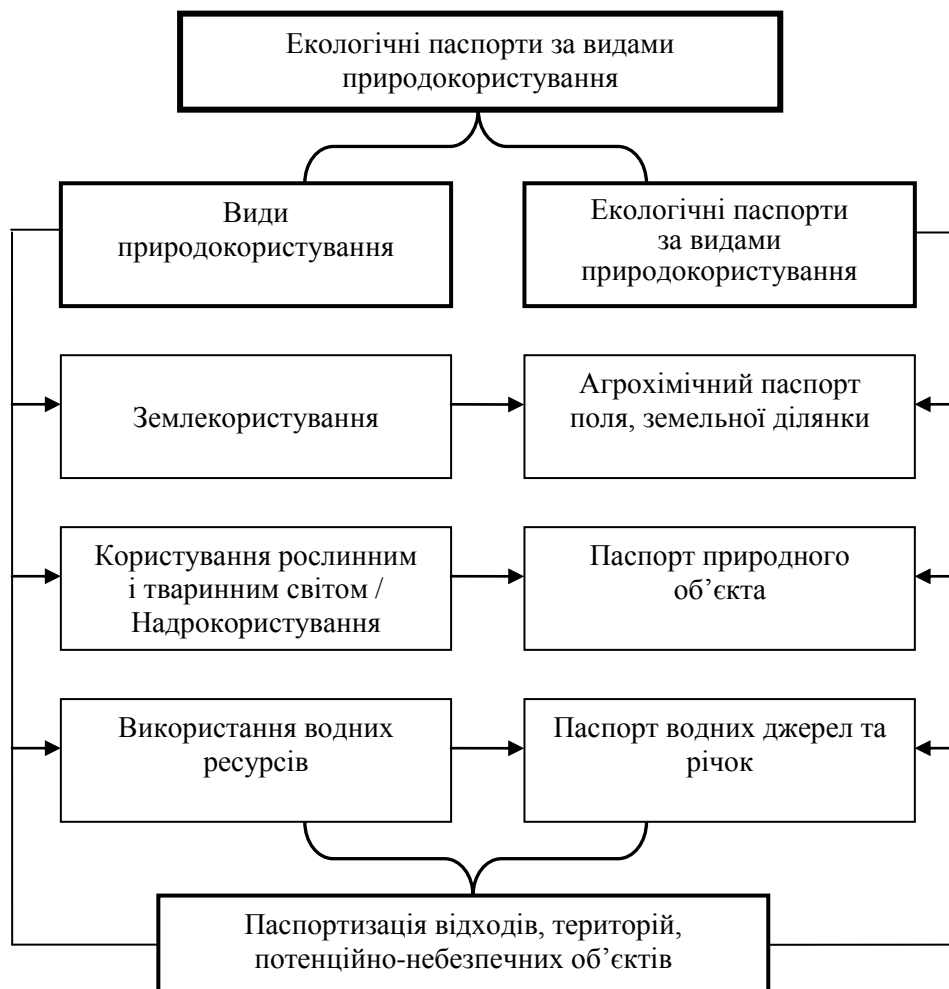 Екологічні паспорти за видами
природокористування
Види
природокористування
Екологічні паспорти
за видами
природокористування
Землекористування
Агрохімічний паспорт
поля, земельної ділянки
Користування рослинним
і тваринним світом /
Надрокористування
Паспорт природного
об’єкта
Використання водних
ресурсів
Паспорт водних джерел та
річок
Паспортизація відходів, територій,
потенційно-небезпечних об’єктів